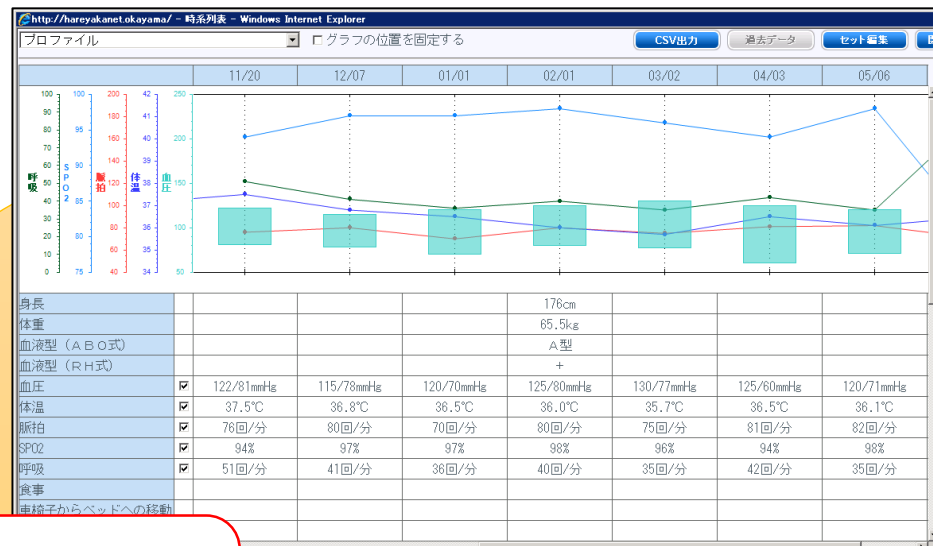 http://hareyakanet.okayama/ - 時系列表 - Windows Internet Explorer
プロファイル グラフの位置を固定する CSV出力 過去データ セット編集
11/20 12/07 01/01 02/01 03/02 04/03 05/06
呼吸 100 90 80 70 60 50 40 30 20 10 0
SPO2 100 95 90 85 80 75
脈拍 200 180 160 140 120 100 80 60 40
体温 42 41 40 39 38 37 36 35 34
血圧 250 200 150 100 50
身長 176cm
体重 65.5kg
血液型(ABO式) A型
血液型(RH式) +
血圧 122/81mmHg 115/78mmHg 120/70mmHg 125/80mmHg 130/77mmHg 125/60mmHg 120/71mmHg
体温 37.5℃ 36.8℃ 36.5℃ 36.0℃ 35.7℃ 36.5℃ 36.1℃
脈拍 76回/分 80回/分 70回/分 80回/分 75回/分 81回/分 82回/分
SPO2 94% 97% 97% 98% 96% 94% 98%
呼吸 51回/分 41回/分 36回/分 40回/分 35回/分 42回/分 35回/分
食事
車椅子からベッドへの移動